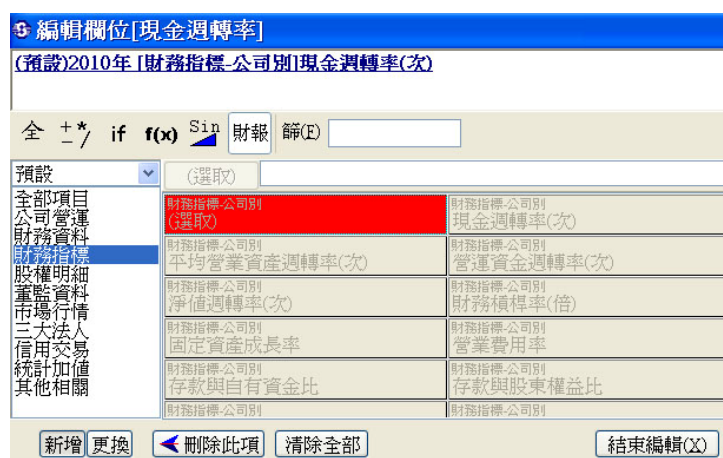 編輯欄位[現金週轉率]
(預設)2010年 [財務指標-公司別]現金週轉率(次)
全 +-*/ if f(x) Sin 財報 篩(F)
預設 (選取)
全部項目
公司營運
財務資料
財務指標
股權明細
董監資料
市場行情
三大法人
信用交易
統計加值
其他相關
財務指標-公司別
(選取)
財務指標-公司別
現金週轉率(次)
財務指標-公司別
平均營業資產週轉率(次)
財務指標-公司別
營運資金週轉率(次)
財務指標-公司別
淨值週轉率(次)
財務指標-公司別
財務槓桿率(倍)
財務指標-公司別
固定資產成長率
財務指標-公司別
營業費用率
財務指標-公司別
存款與自有資金比
財務指標-公司別
存款與股東權益比
財務指標-公司別
財務指標-公司別
新增 更換 刪除此項 清除全部 結束編輯(X)